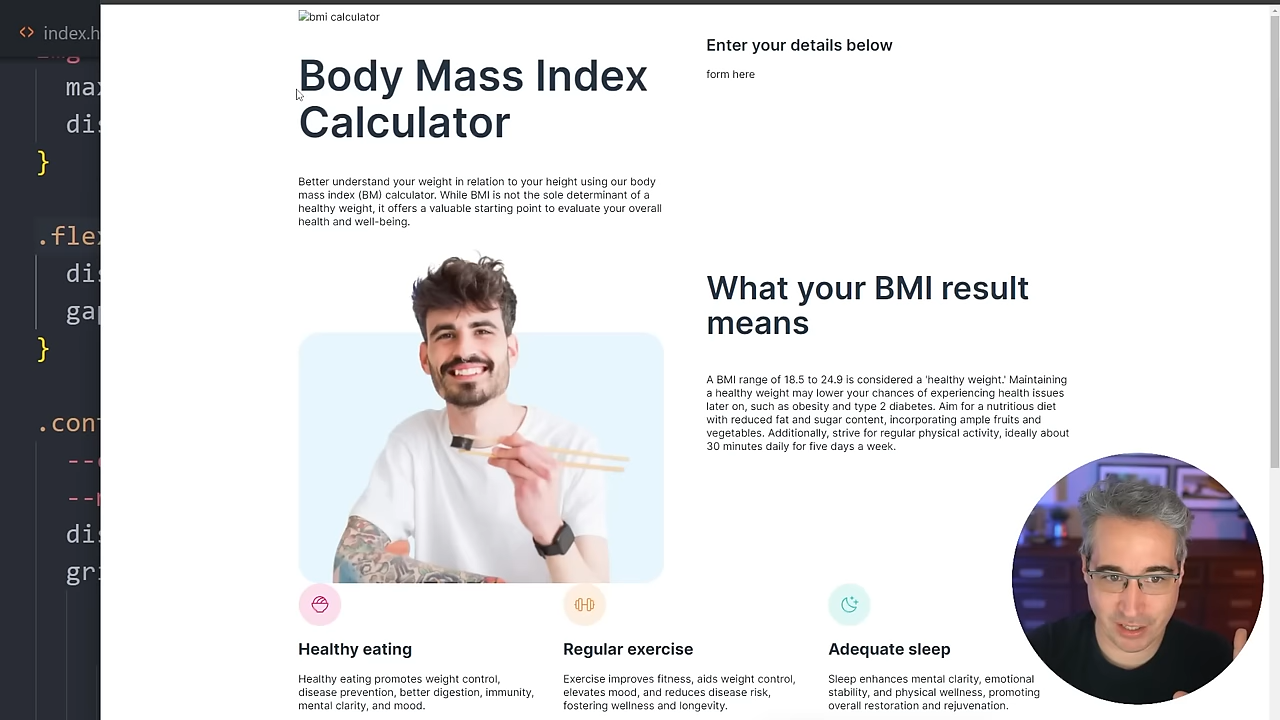 index.h
max
dis
}
.flex
dis
gap
}
.cont
dis
gri
bmi calculator
Body Mass Index
Calculator
Better understand your weight in relation to your height using our body
mass index (BM) calculator. While BMI is not the sole determinant of a
healthy weight, it offers a valuable starting point to evaluate your overall
health and well-being.
Enter your details below
form here
What your BMI result
means
A BMI range of 18.5 to 24.9 is considered a 'healthy weight.' Maintaining
a healthy weight may lower your chances of experiencing health issues
later on, such as obesity and type 2 diabetes. Aim for a nutritious diet
with reduced fat and sugar content, incorporating ample fruits and
vegetables. Additionally, strive for regular physical activity, ideally about
30 minutes daily for five days a week.
Healthy eating
Healthy eating promotes weight control,
disease prevention, better digestion, immunity,
mental clarity, and mood.
Regular exercise
Exercise improves fitness, aids weight control,
elevates mood, and reduces disease risk,
fostering wellness and longevity.
Adequate sleep
Sleep enhances mental clarity, emotional
stability, and physical wellness, promoting
overall restoration and rejuvenation.